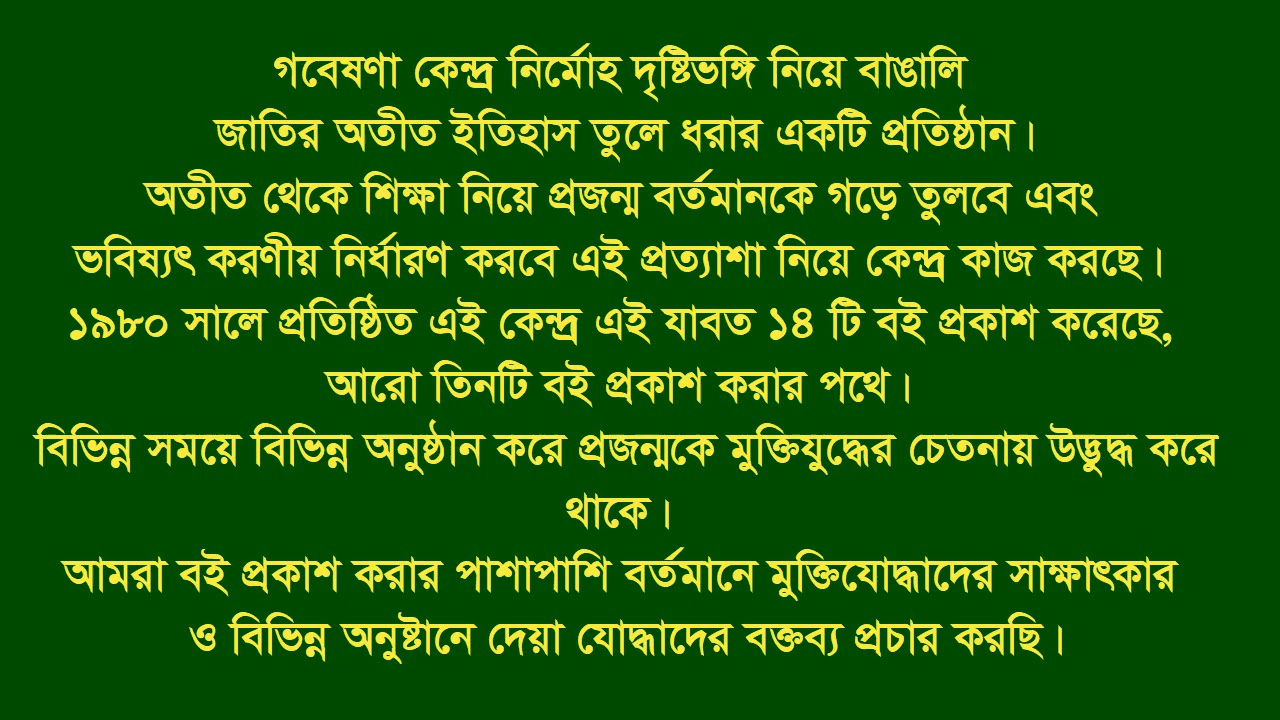 গবেষণা কেন্দ্র নির্মোহ দৃষ্টিভঙ্গি নিয়ে বাঙালি
জাতির অতীত ইতিহাস তুলে ধরার একটি প্রতিষ্ঠান।
অতীত থেকে শিক্ষা নিয়ে প্রজন্ম বর্তমানকে গড়ে তুলবে এবং
ভবিষ্যৎ করণীয় নির্ধারণ করবে এই প্রত্যাশা নিয়ে কেন্দ্র কাজ করছে।
১৯৮০ সালে প্রতিষ্ঠিত এই কেন্দ্র এই যাবত ১৪ টি বই প্রকাশ করেছে,
আরো তিনটি বই প্রকাশ করার পথে।
বিভিন্ন সময়ে বিভিন্ন অনুষ্ঠান করে প্রজন্মকে মুক্তিযুদ্ধের চেতনায় উদ্ভুদ্ধ করে
থাকে।
আমরা বই প্রকাশ করার পাশাপাশি বর্তমানে মুক্তিযোদ্ধাদের সাক্ষাৎকার
ও বিভিন্ন অনুষ্টানে দেয়া যোদ্ধাদের বক্তব্য প্রচার করছি।